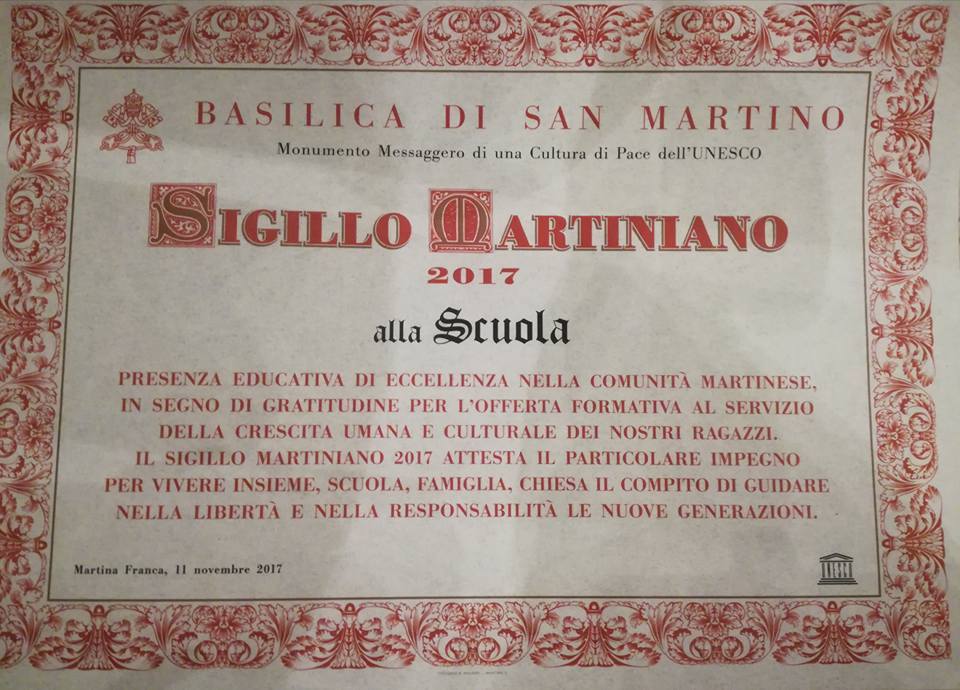 BASILICA DI SAN MARTINO
Monumento Messaggero di una Cultura di Pace dell'UNESCO
SIGILLO MARTINIANO
2017
alla Scuola
PRESENZA EDUCATIVA DI ECCELLENZA NELLA COMUNITÀ MARTINESE,
IN SEGNO DI GRATITUDINE PER L'OFFERTA FORMATIVA AL SERVIZIO
DELLA CRESCITA UMANA E CULTURALE DEI NOSTRI RAGAZZI.
IL SIGILLO MARTINIANO 2017 ATTESTA IL PARTICOLARE IMPEGNO
PER VIVERE INSIEME, SCUOLA, FAMIGLIA, CHIESA IL COMPITO DI GUIDARE
NELLA LIBERTÀ E NELLA RESPONSABILITÀ LE NUOVE GENERAZIONI.
Martina Franca, 11 novembre 2017
UNESCO